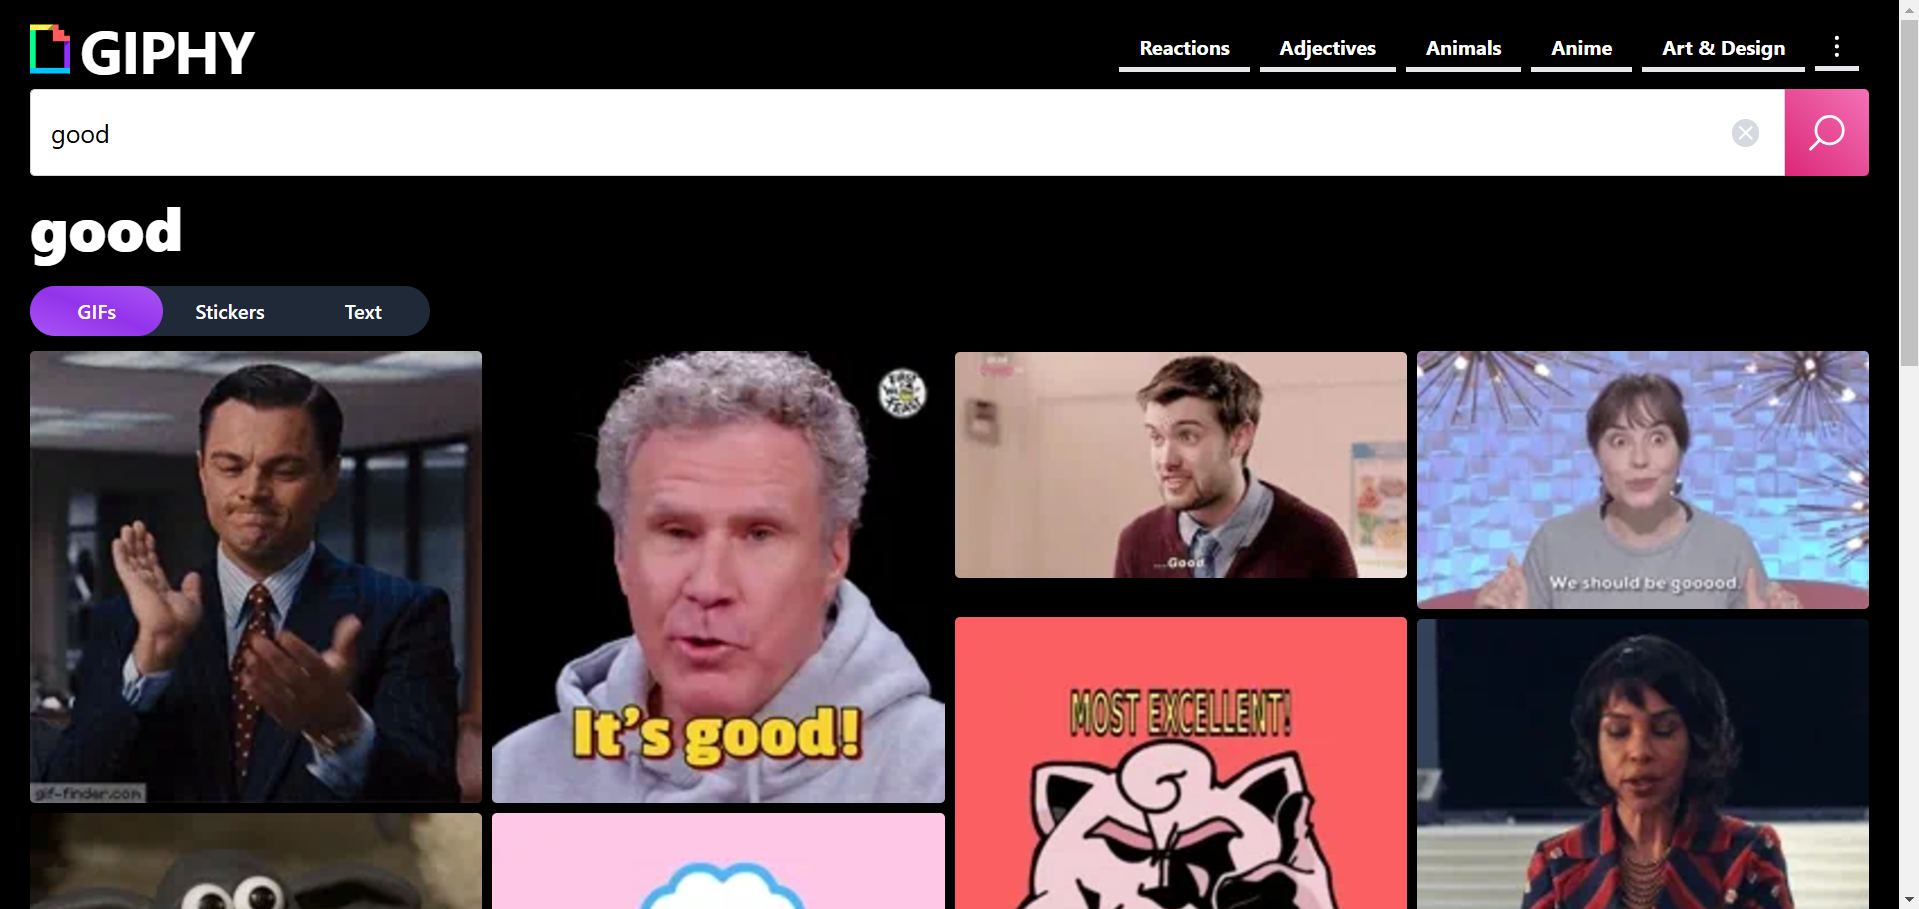 GIPHY
Reactions
Adjectives
Animals
Anime
Art & Design
good
good
GIFs
Stickers
Text
gif-finder.com
It's good!
...Good
We should be gooood.
MOST EXCELLENT!